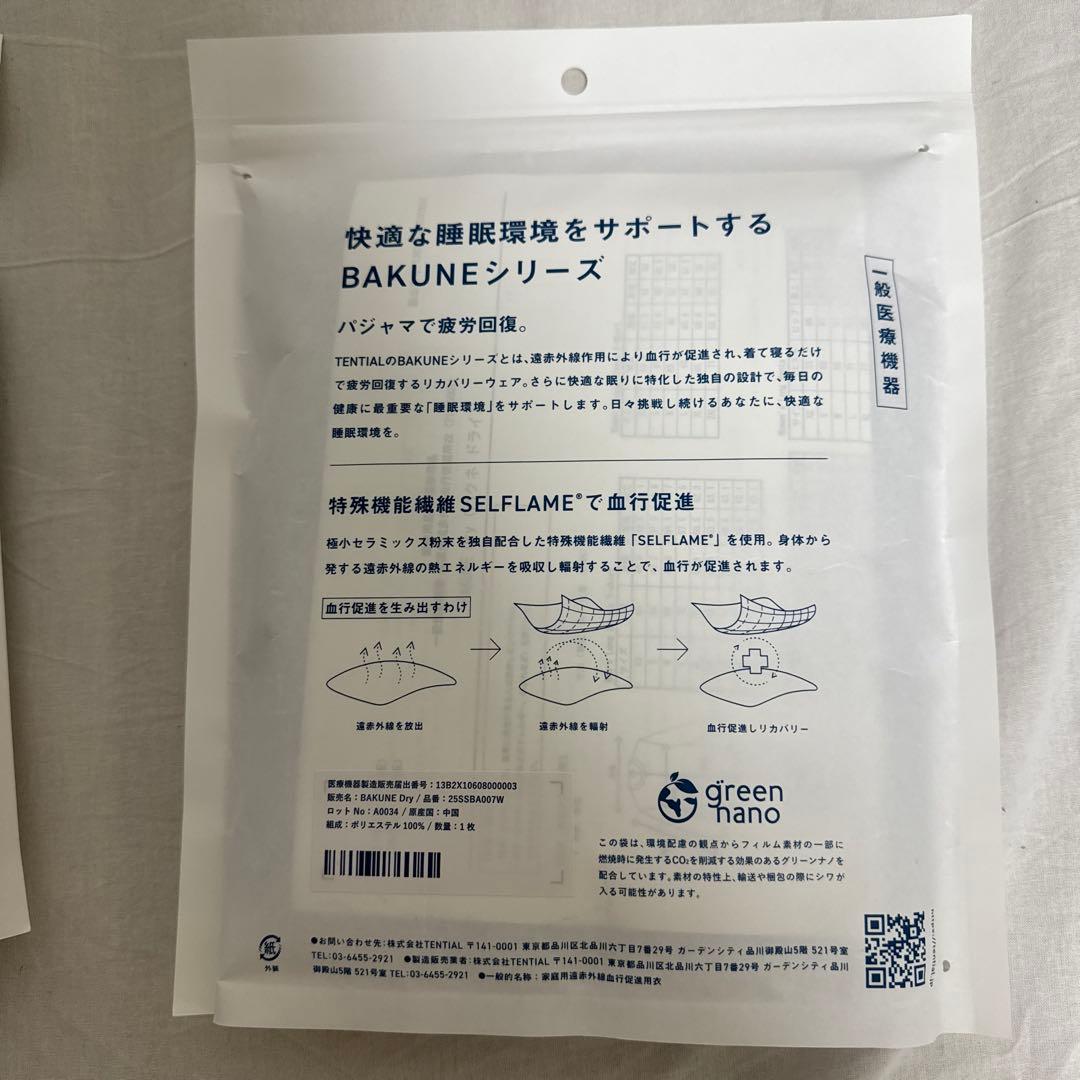 快適な睡眠環境をサポートする
BAKUNEシリーズ
一般医療機器
パジャマで疲労回復。
TENTIALのBAKUNEシリーズとは、遠赤外線作用により血行が促進され、着て寝るだけ
で疲労回復するリカバリーウェア。さらに快適な眠りに特化した独自の設計で、毎日の
健康に最重要な「睡眠環境」をサポートします。日々挑戦し続けるあなたに、快適な
睡眠環境を。
特殊機能繊維SELFLAME®で血行促進
極小セラミックス粉末を独自配合した特殊機能繊維「SELFLAME®」を使用。身体から
発する遠赤外線の熱エネルギーを吸収し輻射することで、血行が促進されます。
血行促進を生み出すわけ
遠赤外線を放出
遠赤外線を輻射
血行促進しリカバリー
医療機器製造販売届出番号：13B2X10608000003
販売名：BAKUNE Dry / 品番：25SSBA007W
ロット No：A0034 / 原産国：中国
組成：ポリエステル 100% / 数量：1 枚
green
nano
この袋は、環境配慮の観点からフィルム素材の一部に
燃焼時に発生するCO₂を削減する効果のあるグリーンナノを
配合しています。素材の特性上、輸送や梱包の際にシワが
入る可能性があります。
紙
外装
●お問い合わせ先：株式会社TENTIAL 〒141-0001 東京都品川区北品川六丁目7番29号 ガーデンシティ品川御殿山5階 521号室
TEL：03-6455-2921 ●製造販売業者：株式会社TENTIAL 〒141-0001 東京都品川区北品川六丁目7番29号 ガーデンシティ品川
御殿山5階 521号室 TEL：03-6455-2921 ●一般的名称：家庭用遠赤外線血行促進用衣
https://tential.jp